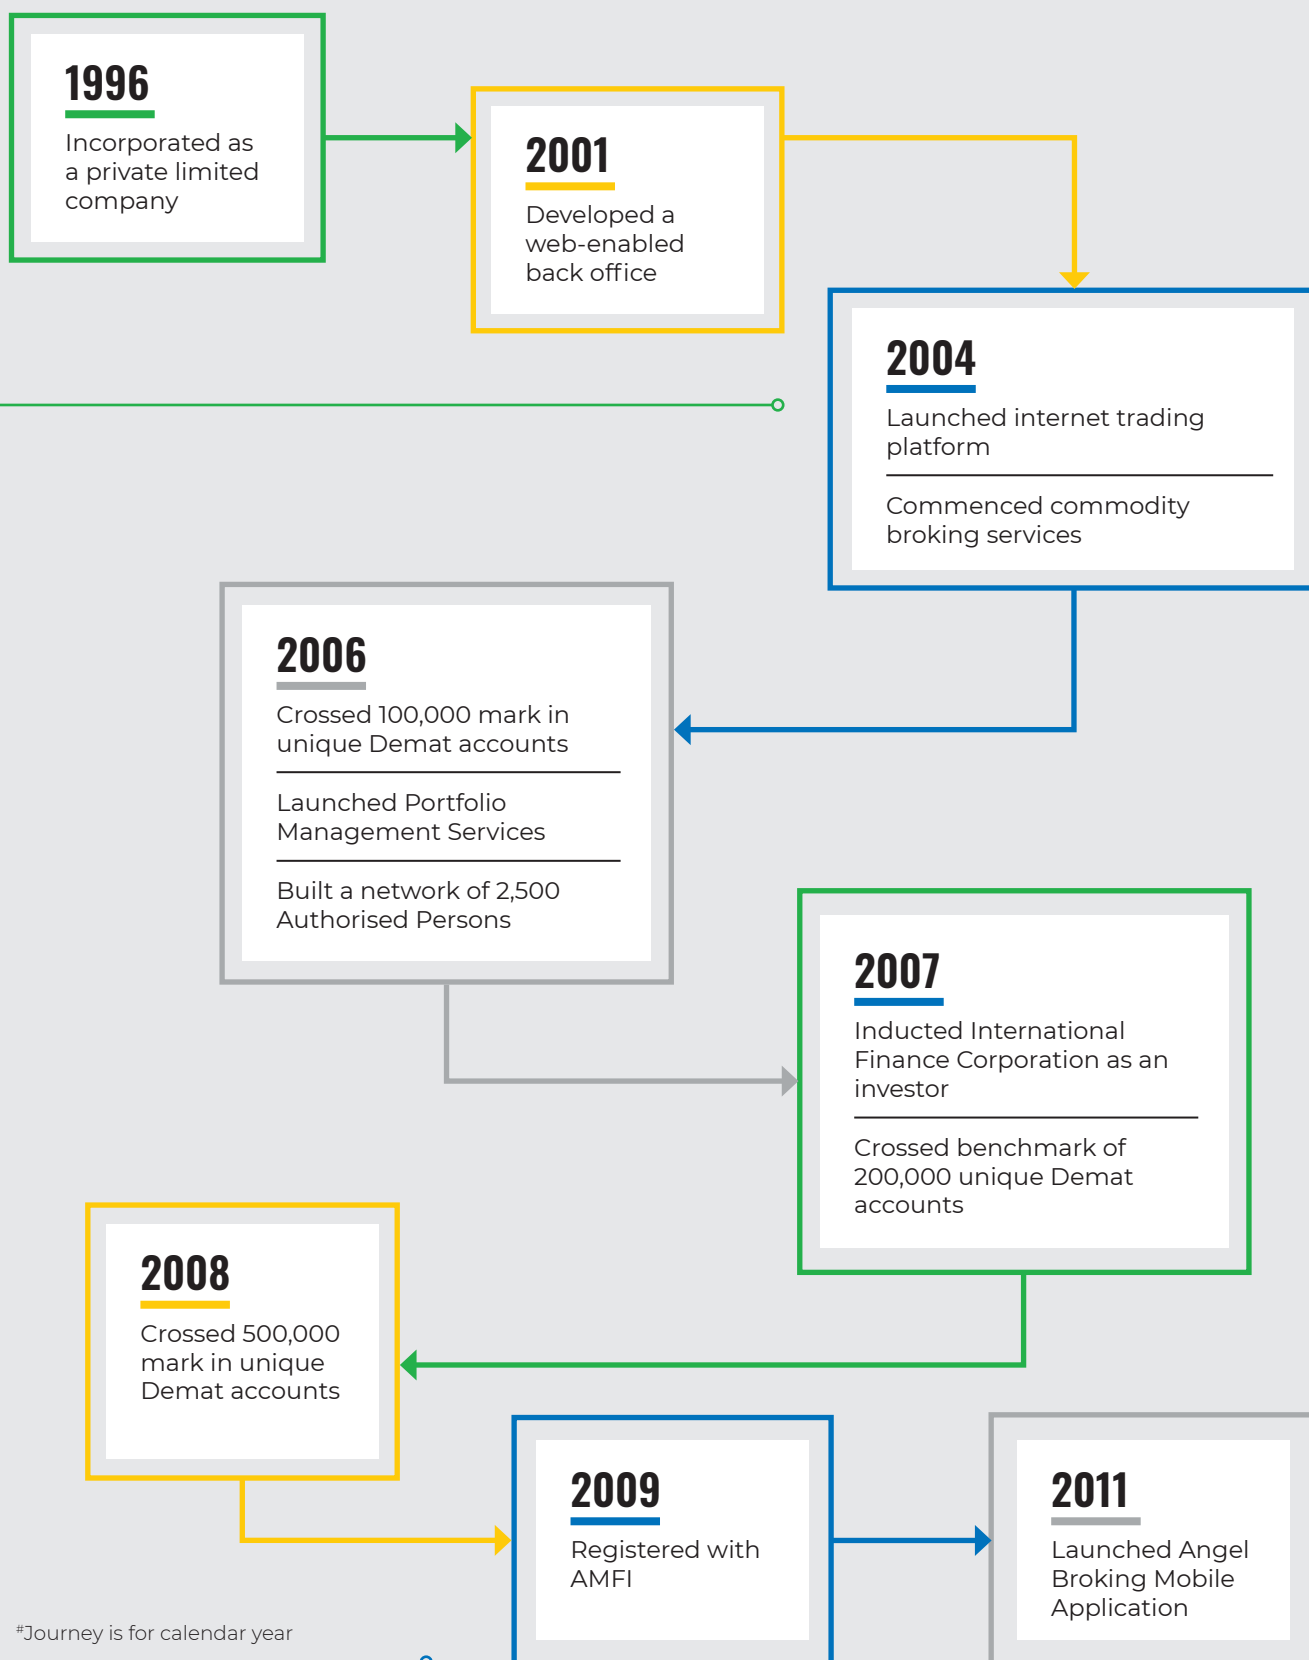 1996
Incorporated as
a private limited
company
2001
Developed a
web-enabled
back office
2004
Launched internet trading
platform
Commenced commodity
broking services
2006
Crossed 100,000 mark in
unique Demat accounts
Launched Portfolio
Management Services
Built a network of 2,500
Authorised Persons
2007
Inducted International
Finance Corporation as an
investor
Crossed benchmark of
200,000 unique Demat
accounts
2008
Crossed 500,000
mark in unique
Demat accounts
2009
Registered with
AMFI
2011
Launched Angel
Broking Mobile
Application
#Journey is for calendar year